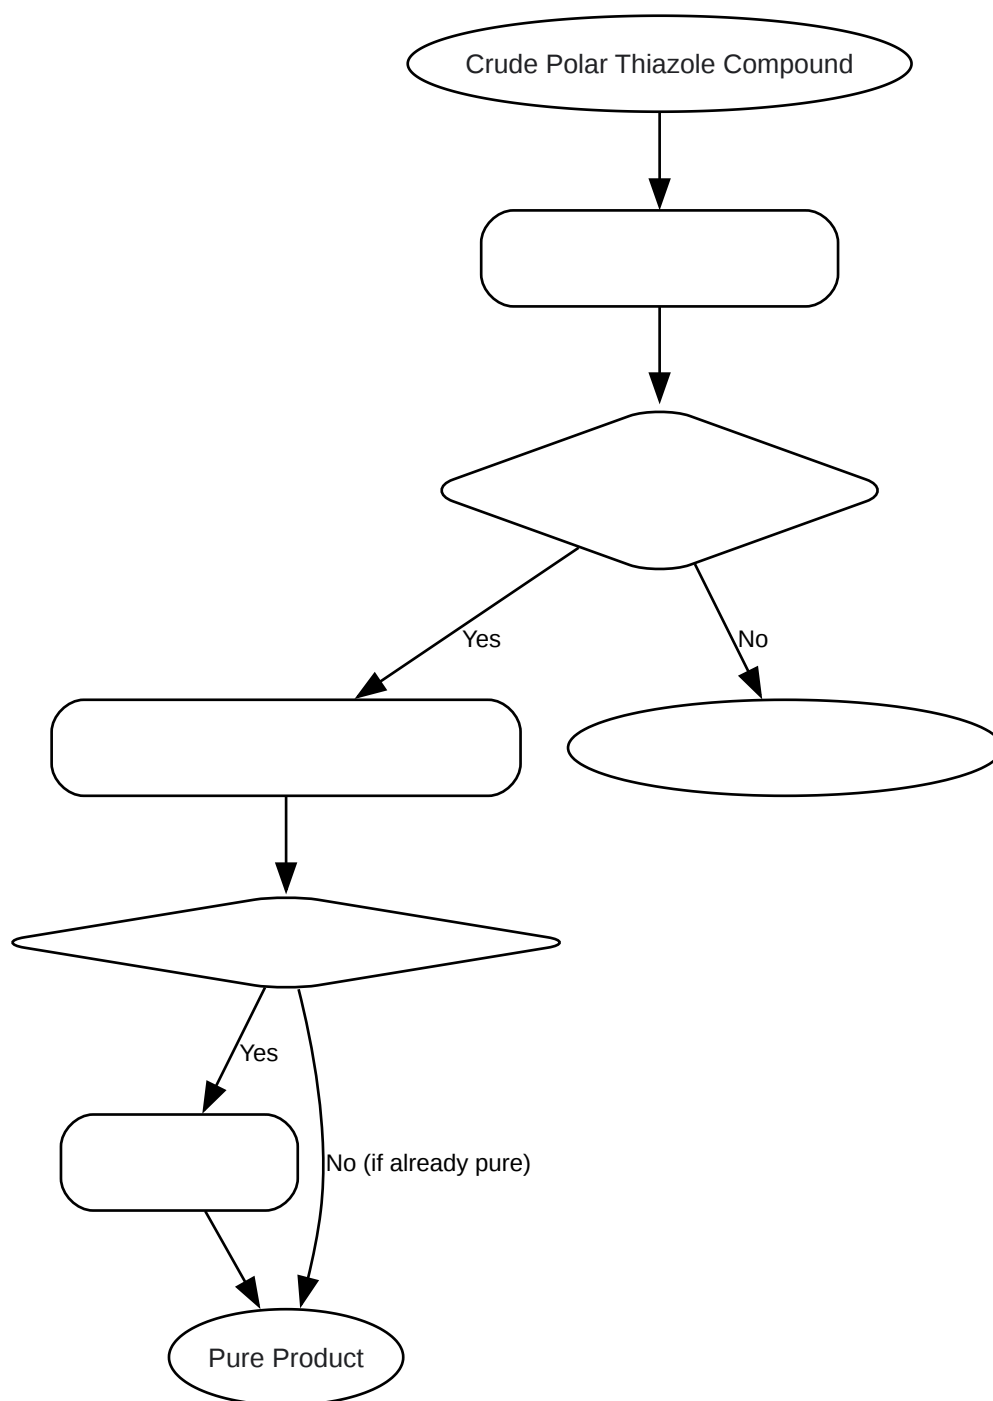 Crude Polar Thiazole Compound
Yes
No
Yes
No (if already pure)
Pure Product